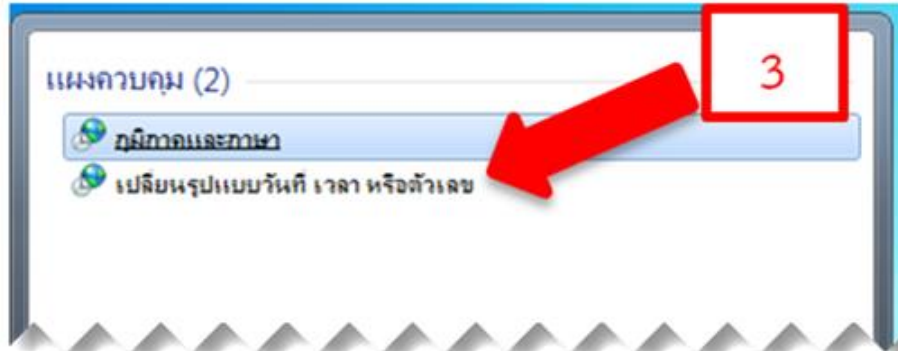 3
แผงควบคุม (2)
ภูมิภาคและภาษา
เปลี่ยนรูปแบบวันที่ เวลา หรือตัวเลข